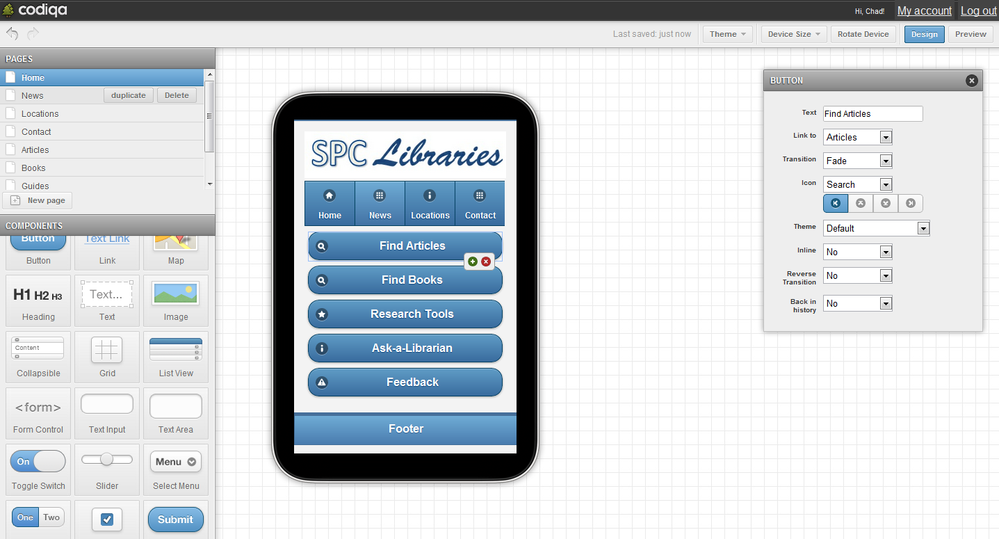 codiqa
Hi, Chad! My account Log out
Last saved: just now Theme Device Size Rotate Device Design Preview
PAGES
Home
News duplicate Delete
Locations
Contact
Articles
Books
Guides
New page
COMPONENTS
Button Text Link
Button Link Map
H1 H2 H3 Text...
Heading Text Image
Content
Collapsible Grid List View
<form>
Form Control Text Input Text Area
On Menu
Toggle Switch Slider Select Menu
One Two Submit
SPC Libraries
Home News Locations Contact
Find Articles
Find Books
Research Tools
Ask-a-Librarian
Feedback
Footer
BUTTON
Text Find Articles
Link to Articles
Transition Fade
Icon Search
Theme Default
Inline No
Reverse
Transition No
Back in
history No